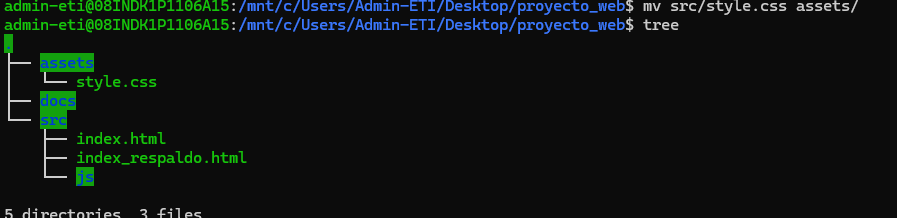 admin-eti@08INDK1P1106A15:/mnt/c/Users/Admin-ETI/Desktop/proyecto_web$ mv src/style.css assets/
admin-eti@08INDK1P1106A15:/mnt/c/Users/Admin-ETI/Desktop/proyecto_web$ tree
.
├── assets
│   └── style.css
├── docs
└── src
    ├── index.html
    ├── index_respaldo.html
    └── js
5 directories, 3 files